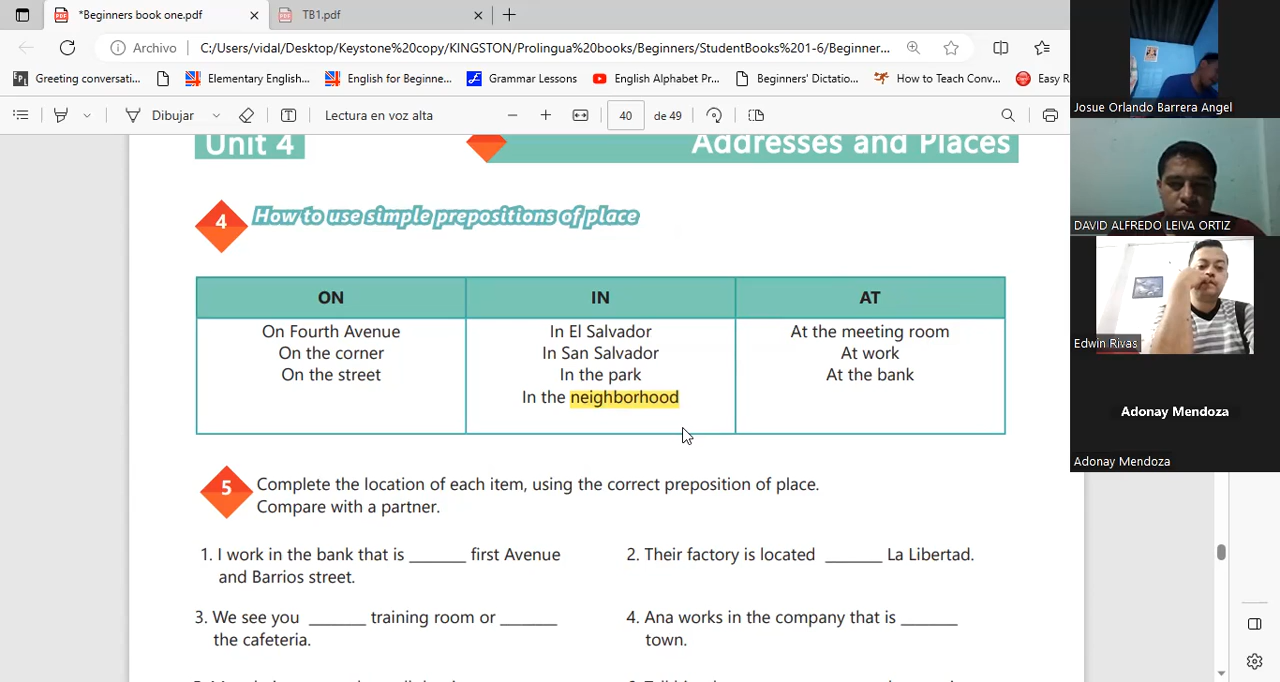 *Beginners book one.pdf
TB1.pdf
Archivo
C:/Users/vidal/Desktop/Keystone%20copy/KINGSTON/Prolingua%20books/Beginners/StudentBooks%201-6/Beginner...
Greeting conversati...
Elementary English...
English for Beginne...
Grammar Lessons
English Alphabet Pr...
Beginners' Dictatio...
How to Teach Conv...
Easy R
Dibujar
Lectura en voz alta
40
de 49
Unit 4
Addresses and Places
4
How to use simple prepositions of place
ON
IN
AT
On Fourth Avenue
On the corner
On the street
In El Salvador
In San Salvador
In the park
In the neighborhood
At the meeting room
At work
At the bank
5
Complete the location of each item, using the correct preposition of place.
Compare with a partner.
1. I work in the bank that is ______ first Avenue
and Barrios street.
2. Their factory is located ______ La Libertad.
3. We see you ______ training room or ______
the cafeteria.
4. Ana works in the company that is ______
town.
Josue Orlando Barrera Angel
DAVID ALFREDO LEIVA ORTIZ
Edwin Rivas
Adonay Mendoza
Adonay Mendoza